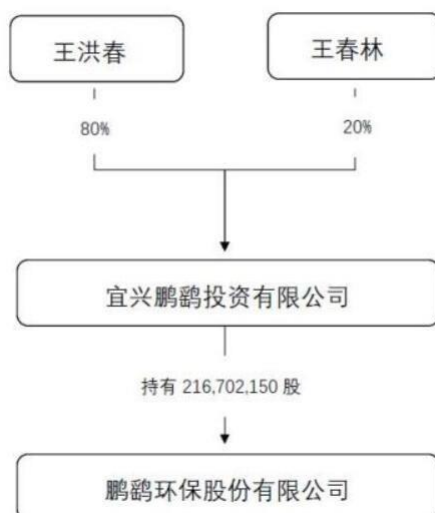 王洪春
王春林
80%
20%
宜兴鹏鹞投资有限公司
持有 216,702,150 股
鹏鹞环保股份有限公司